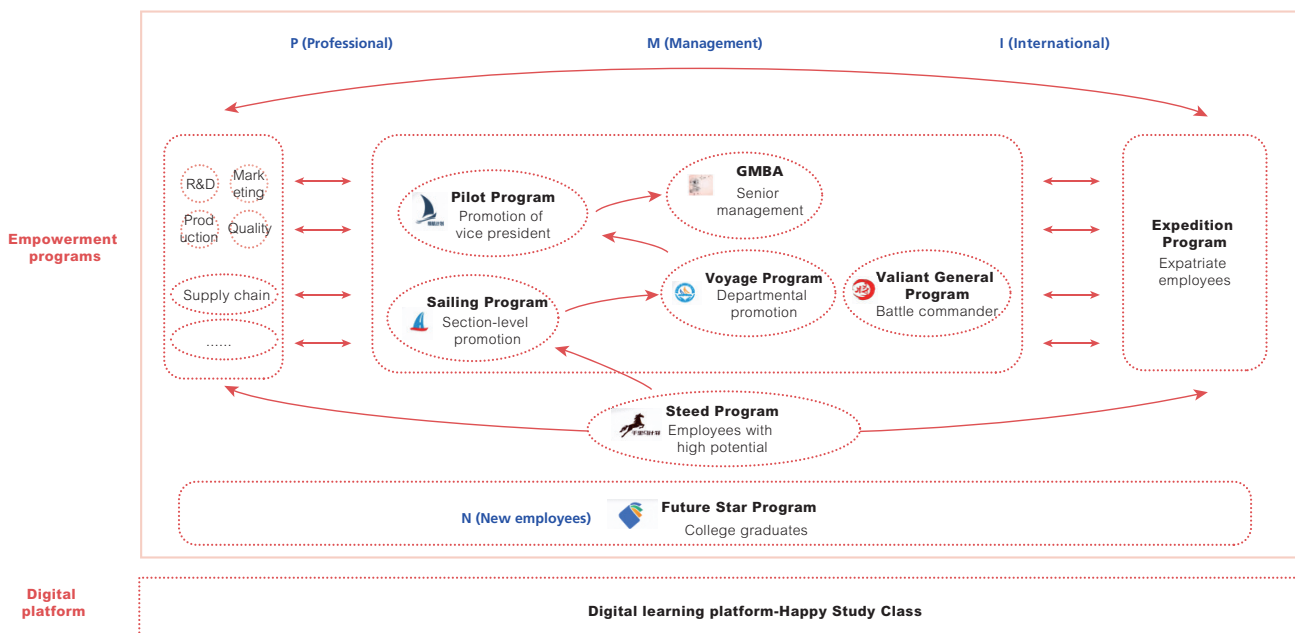 P (Professional)
M (Management)
I (International)
Empowerment
programs
R&D
Mark
eting
Prod
uction
Quality
Supply chain
......
Pilot Program
Promotion of
vice president
GMBA
Senior
management
Sailing Program
Section-level
promotion
Voyage Program
Departmental
promotion
Valiant General
Program
Battle commander
Expedition
Program
Expatriate
employees
Steed Program
Employees with
high potential
N (New employees)
Future Star Program
College graduates
Digital
platform
Digital learning platform-Happy Study Class